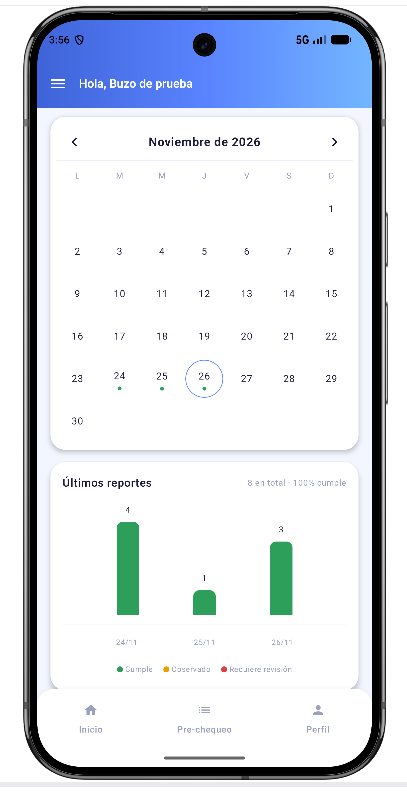 3:56 5G
Hola, Buzo de prueba
Noviembre de 2026
L M M J V S D
1
2 3 4 5 6 7 8
9 10 11 12 13 14 15
16 17 18 19 20 21 22
23 24 25 26 27 28 29
30
Últimos reportes 8 en total · 100% cumple
4
1
3
24/11 25/11 26/11
Cumple Observado Requiere revisión
Inicio Pre-chequeo Perfil